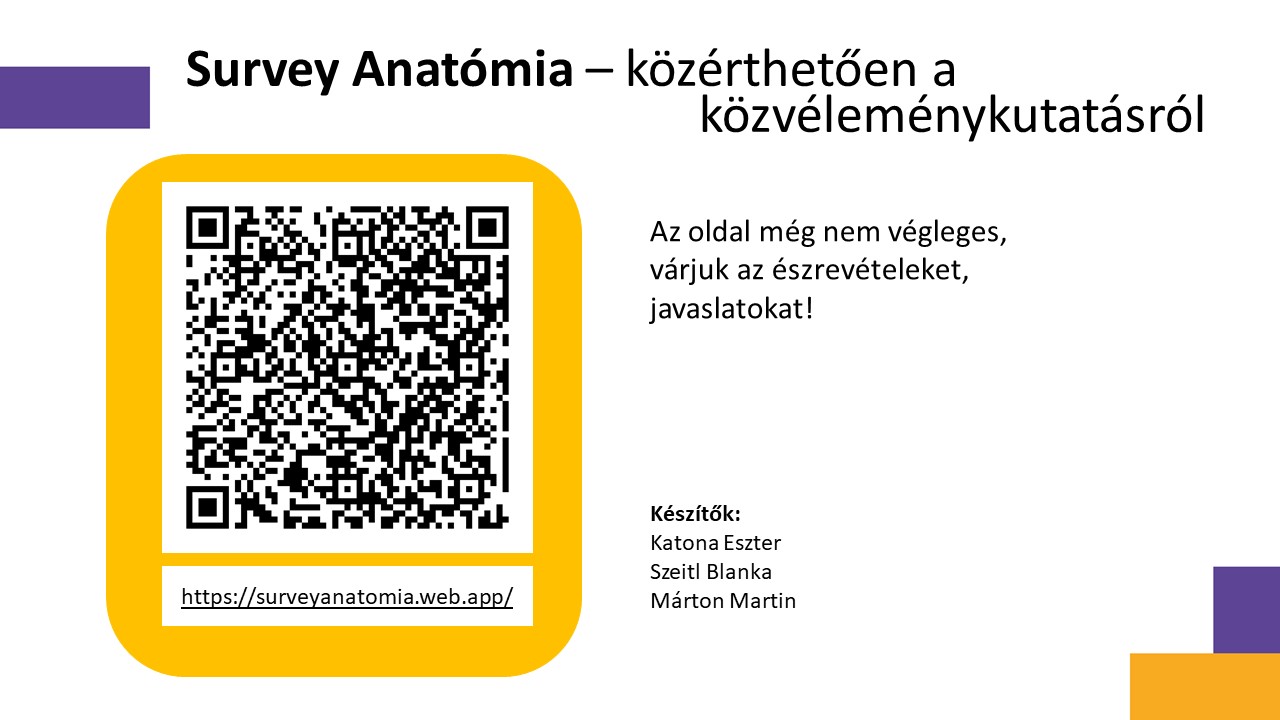 Survey Anatómia – közérthetően a
közvéleménykutatásról
Az oldal még nem végleges,
várjuk az észrevételeket,
javaslatokat!
Készítők:
Katona Eszter
Szeitl Blanka
Márton Martin
https://surveyanatomia.web.app/